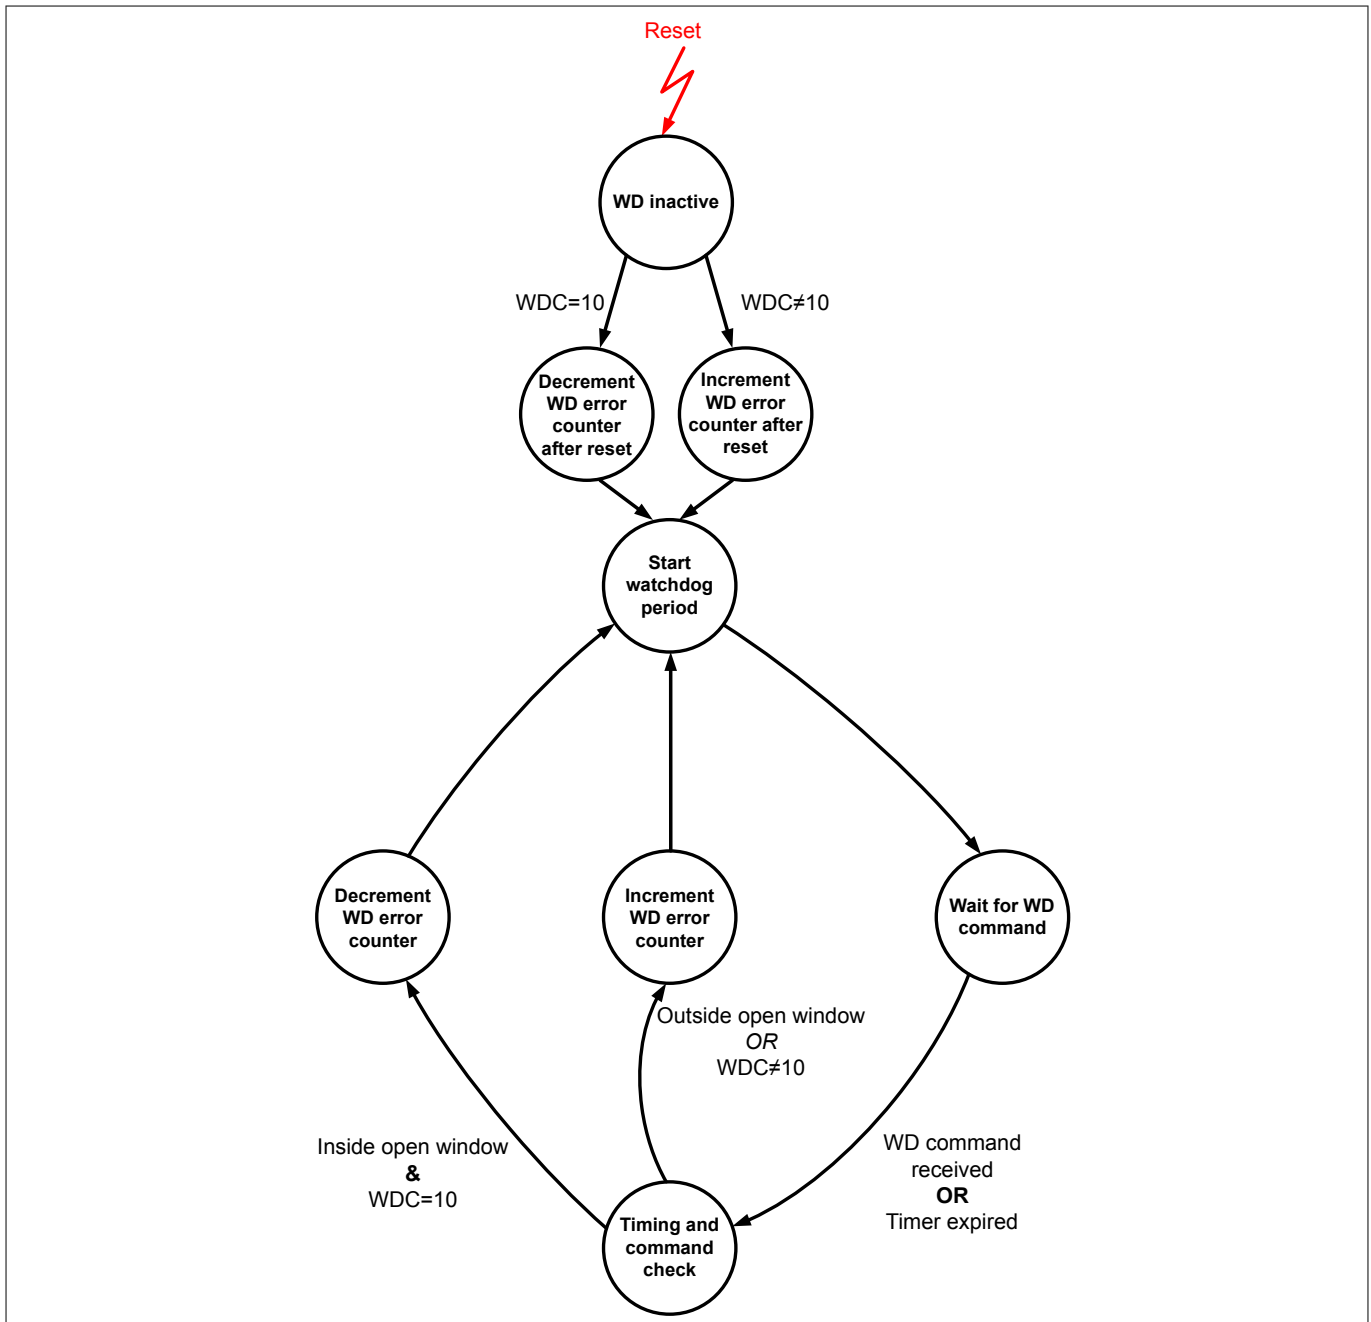 Reset
WD inactive
WDC=10
WDC≠10
Decrement
WD error
counter
after reset
Increment
WD error
counter after
reset
Start
watchdog
period
Decrement
WD error
counter
Increment
WD error
counter
Wait for WD
command
Outside open window
OR
WDC≠10
Inside open window
&
WDC=10
WD command
received
OR
Timer expired
Timing and
command
check